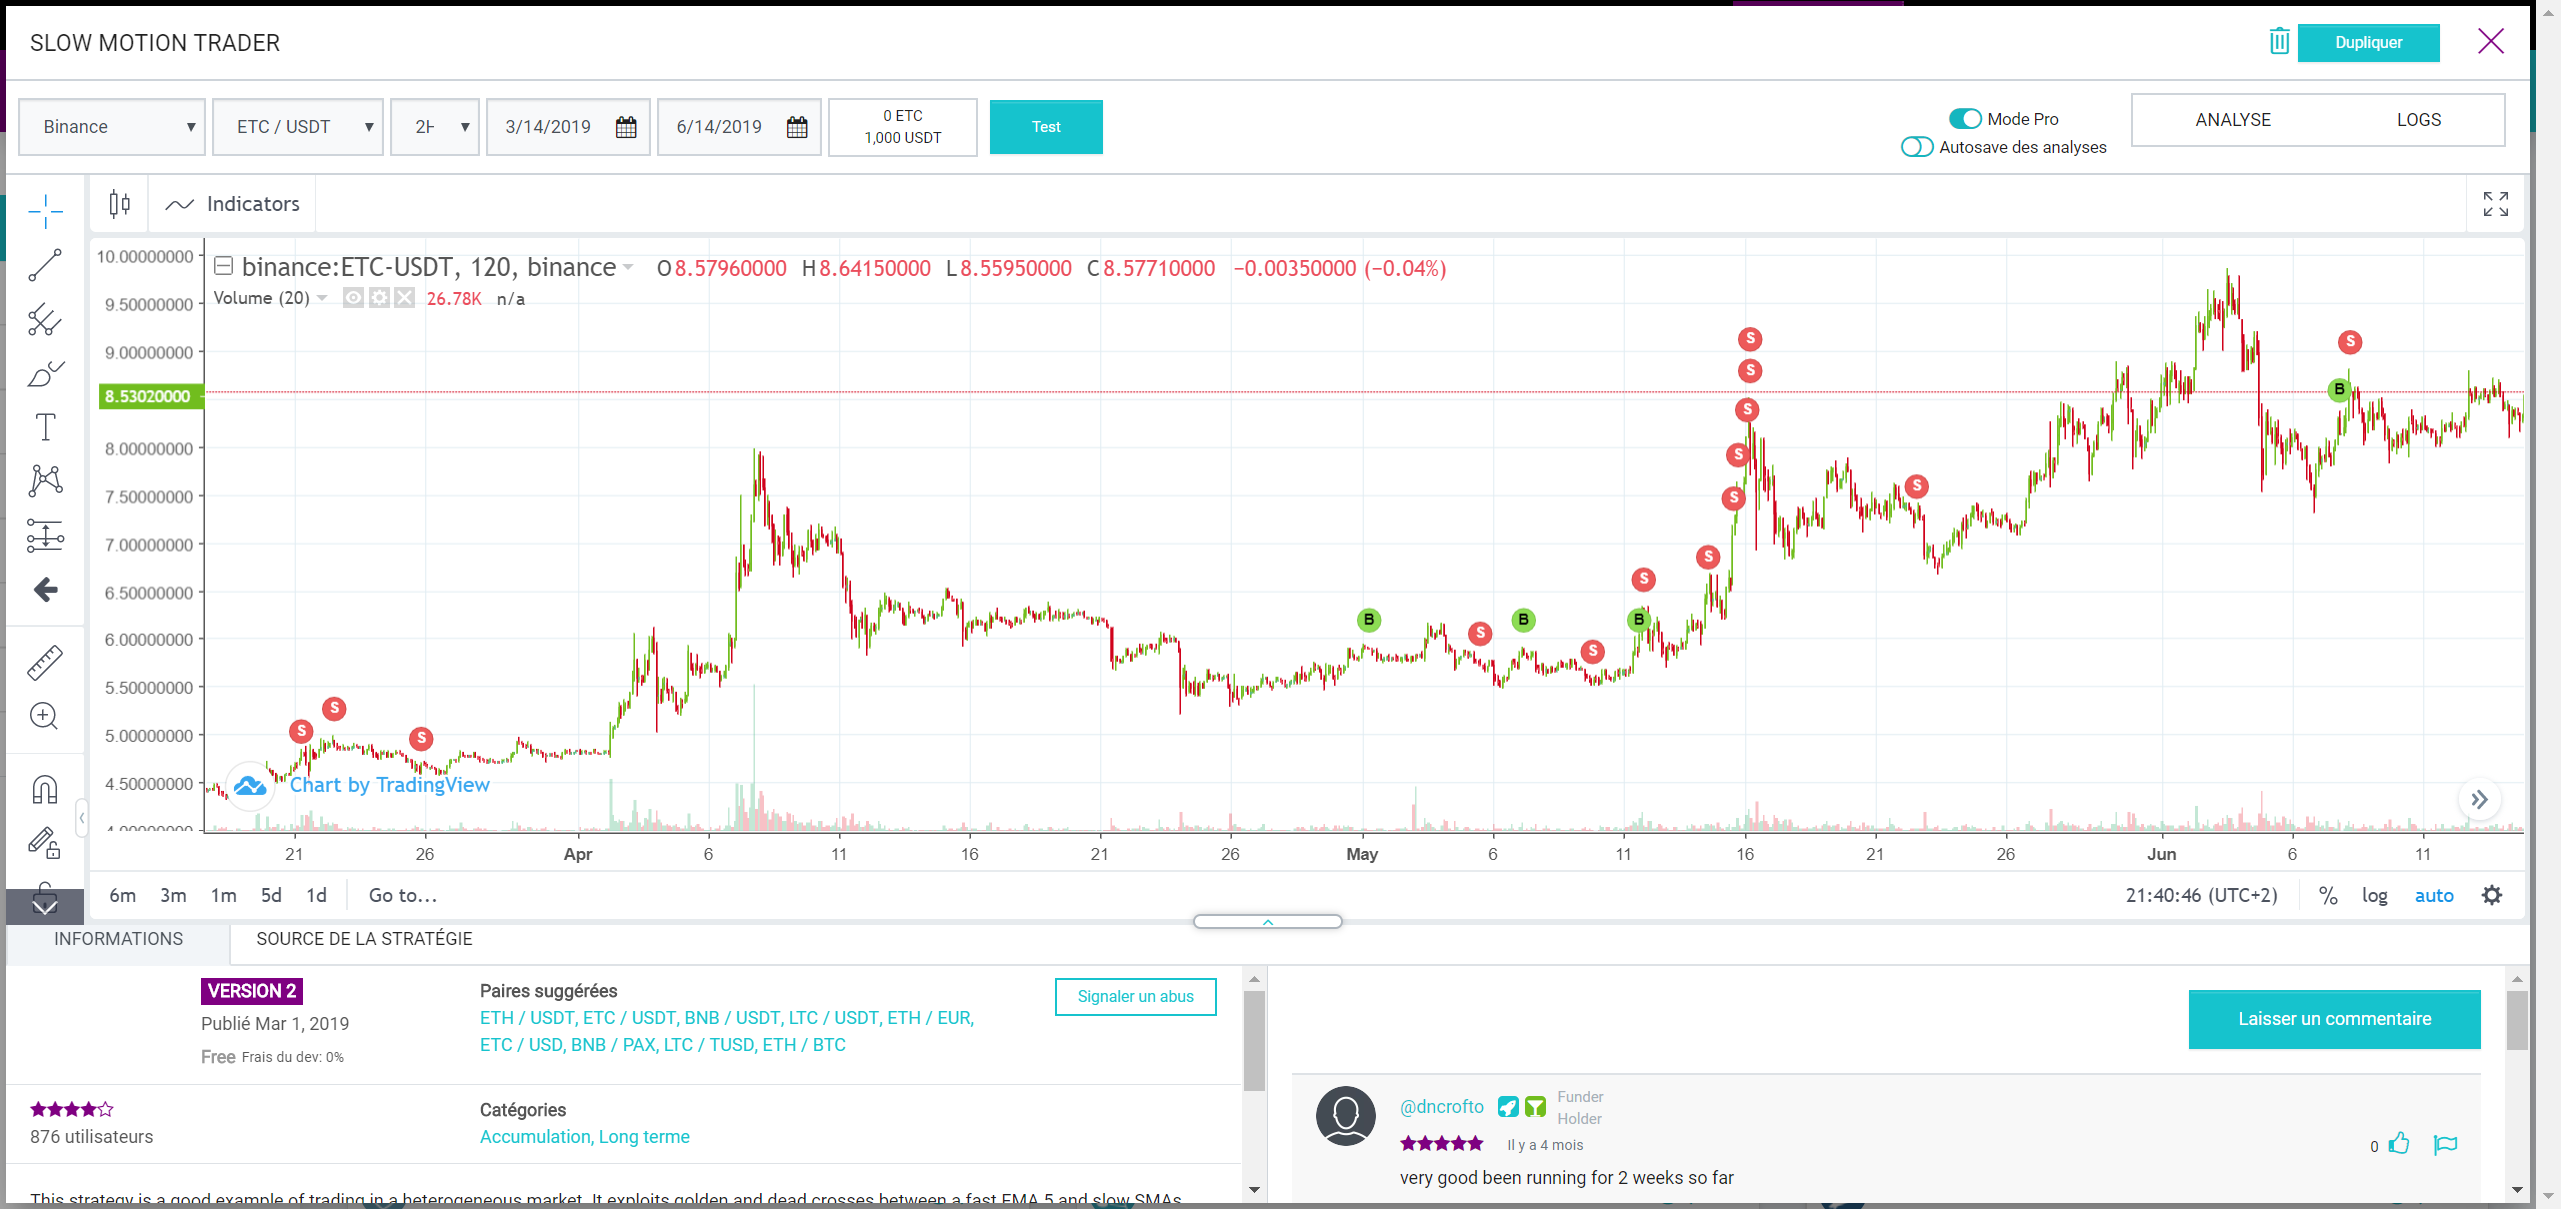 SLOW MOTION TRADER
Dupliquer
Binance ETC / USDT 2H 3/14/2019 6/14/2019
0 ETC
1,000 USDT
Test
Mode Pro
Autosave des analyses
ANALYSE LOGS
Indicators
binance:ETC-USDT, 120, binance O8.57960000 H8.64150000 L8.55950000 C8.57710000 −0.00350000 (−0.04%)
Volume (20) 26.78K n/a
10.00000000
9.50000000
9.00000000
8.53020000
8.00000000
7.50000000
7.00000000
6.50000000
6.00000000
5.50000000
5.00000000
4.50000000
4.00000000
S S S B S B S B S S S S S S S S B S
Chart by TradingView
21 26 Apr 6 11 16 21 26 May 6 11 16 21 26 Jun 6 11
6m 3m 1m 5d 1d Go to... 21:40:46 (UTC+2) % log auto
INFORMATIONS SOURCE DE LA STRATÉGIE
VERSION 2
Publié Mar 1, 2019
Free Frais du dev: 0%
Paires suggérées
ETH / USDT, ETC / USDT, BNB / USDT, LTC / USDT, ETH / EUR,
ETC / USD, BNB / PAX, LTC / TUSD, ETH / BTC
Signaler un abus
876 utilisateurs
Catégories
Accumulation, Long terme
This strategy is a good example of trading in a heterogeneous market. It exploits golden and dead crosses between a fast EMA 5 and slow SMAs
Laisser un commentaire
@dncrofto
Funder
Holder
Il y a 4 mois
0
very good been running for 2 weeks so far